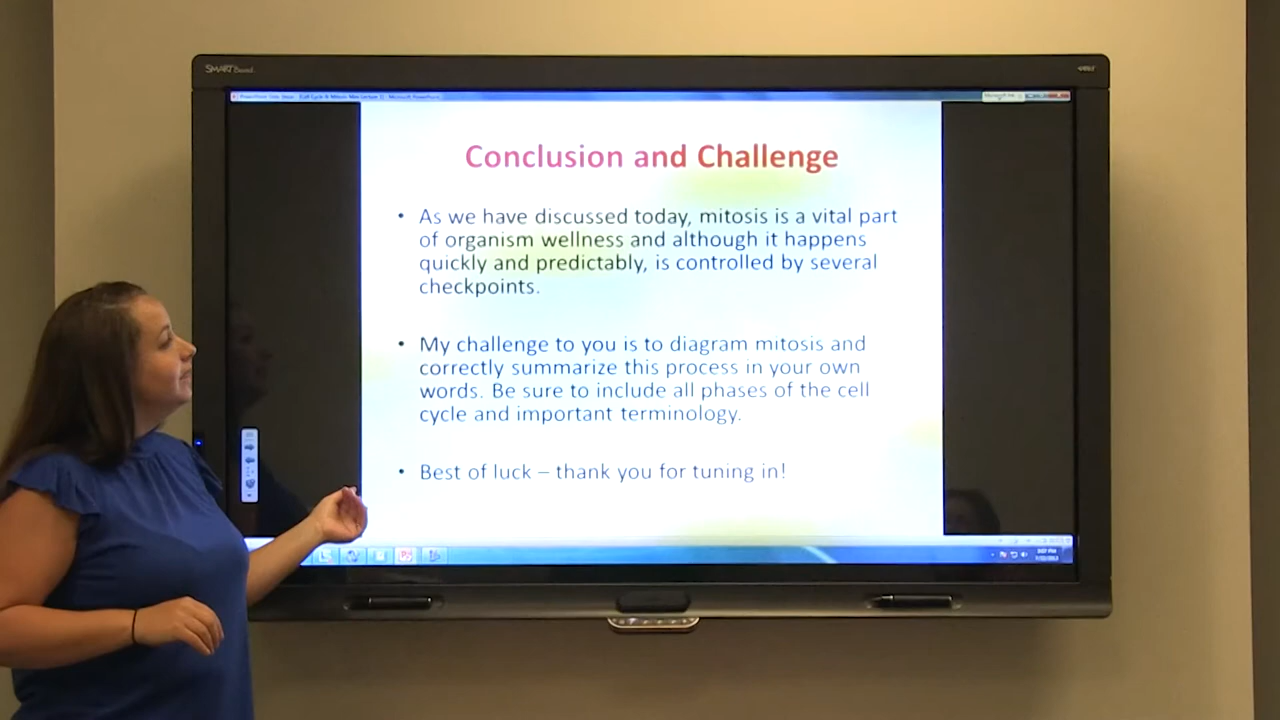 SMART Board
Conclusion and Challenge
• As we have discussed today, mitosis is a vital part
of organism wellness and although it happens
quickly and predictably, is controlled by several
checkpoints.
• My challenge to you is to diagram mitosis and
correctly summarize this process in your own
words. Be sure to include all phases of the cell
cycle and important terminology.
• Best of luck – thank you for tuning in!